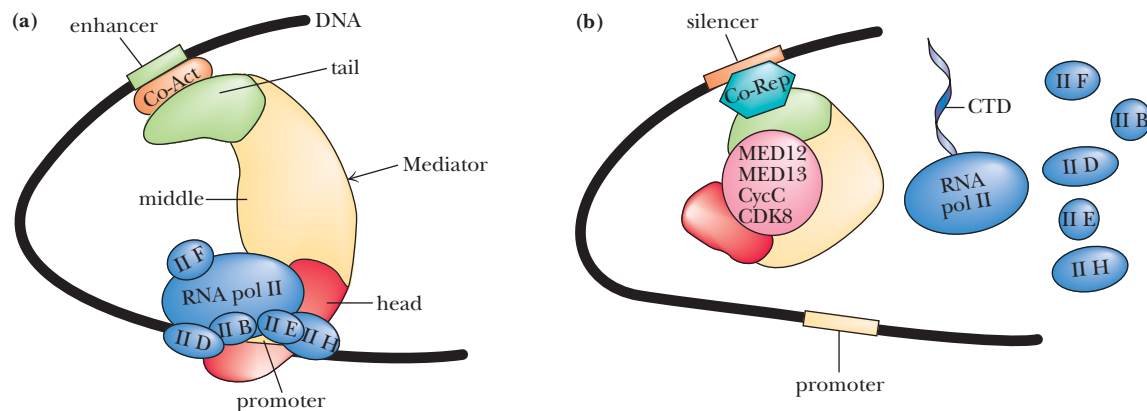 (a)
enhancer
DNA
Co-Act
tail
Mediator
middle
II F
RNA pol II
head
II D
II B
II E
II H
promoter
(b)
silencer
Co-Rep
MED12
MED13
CycC
CDK8
CTD
RNA
pol II
II F
II B
II D
II E
II H
promoter